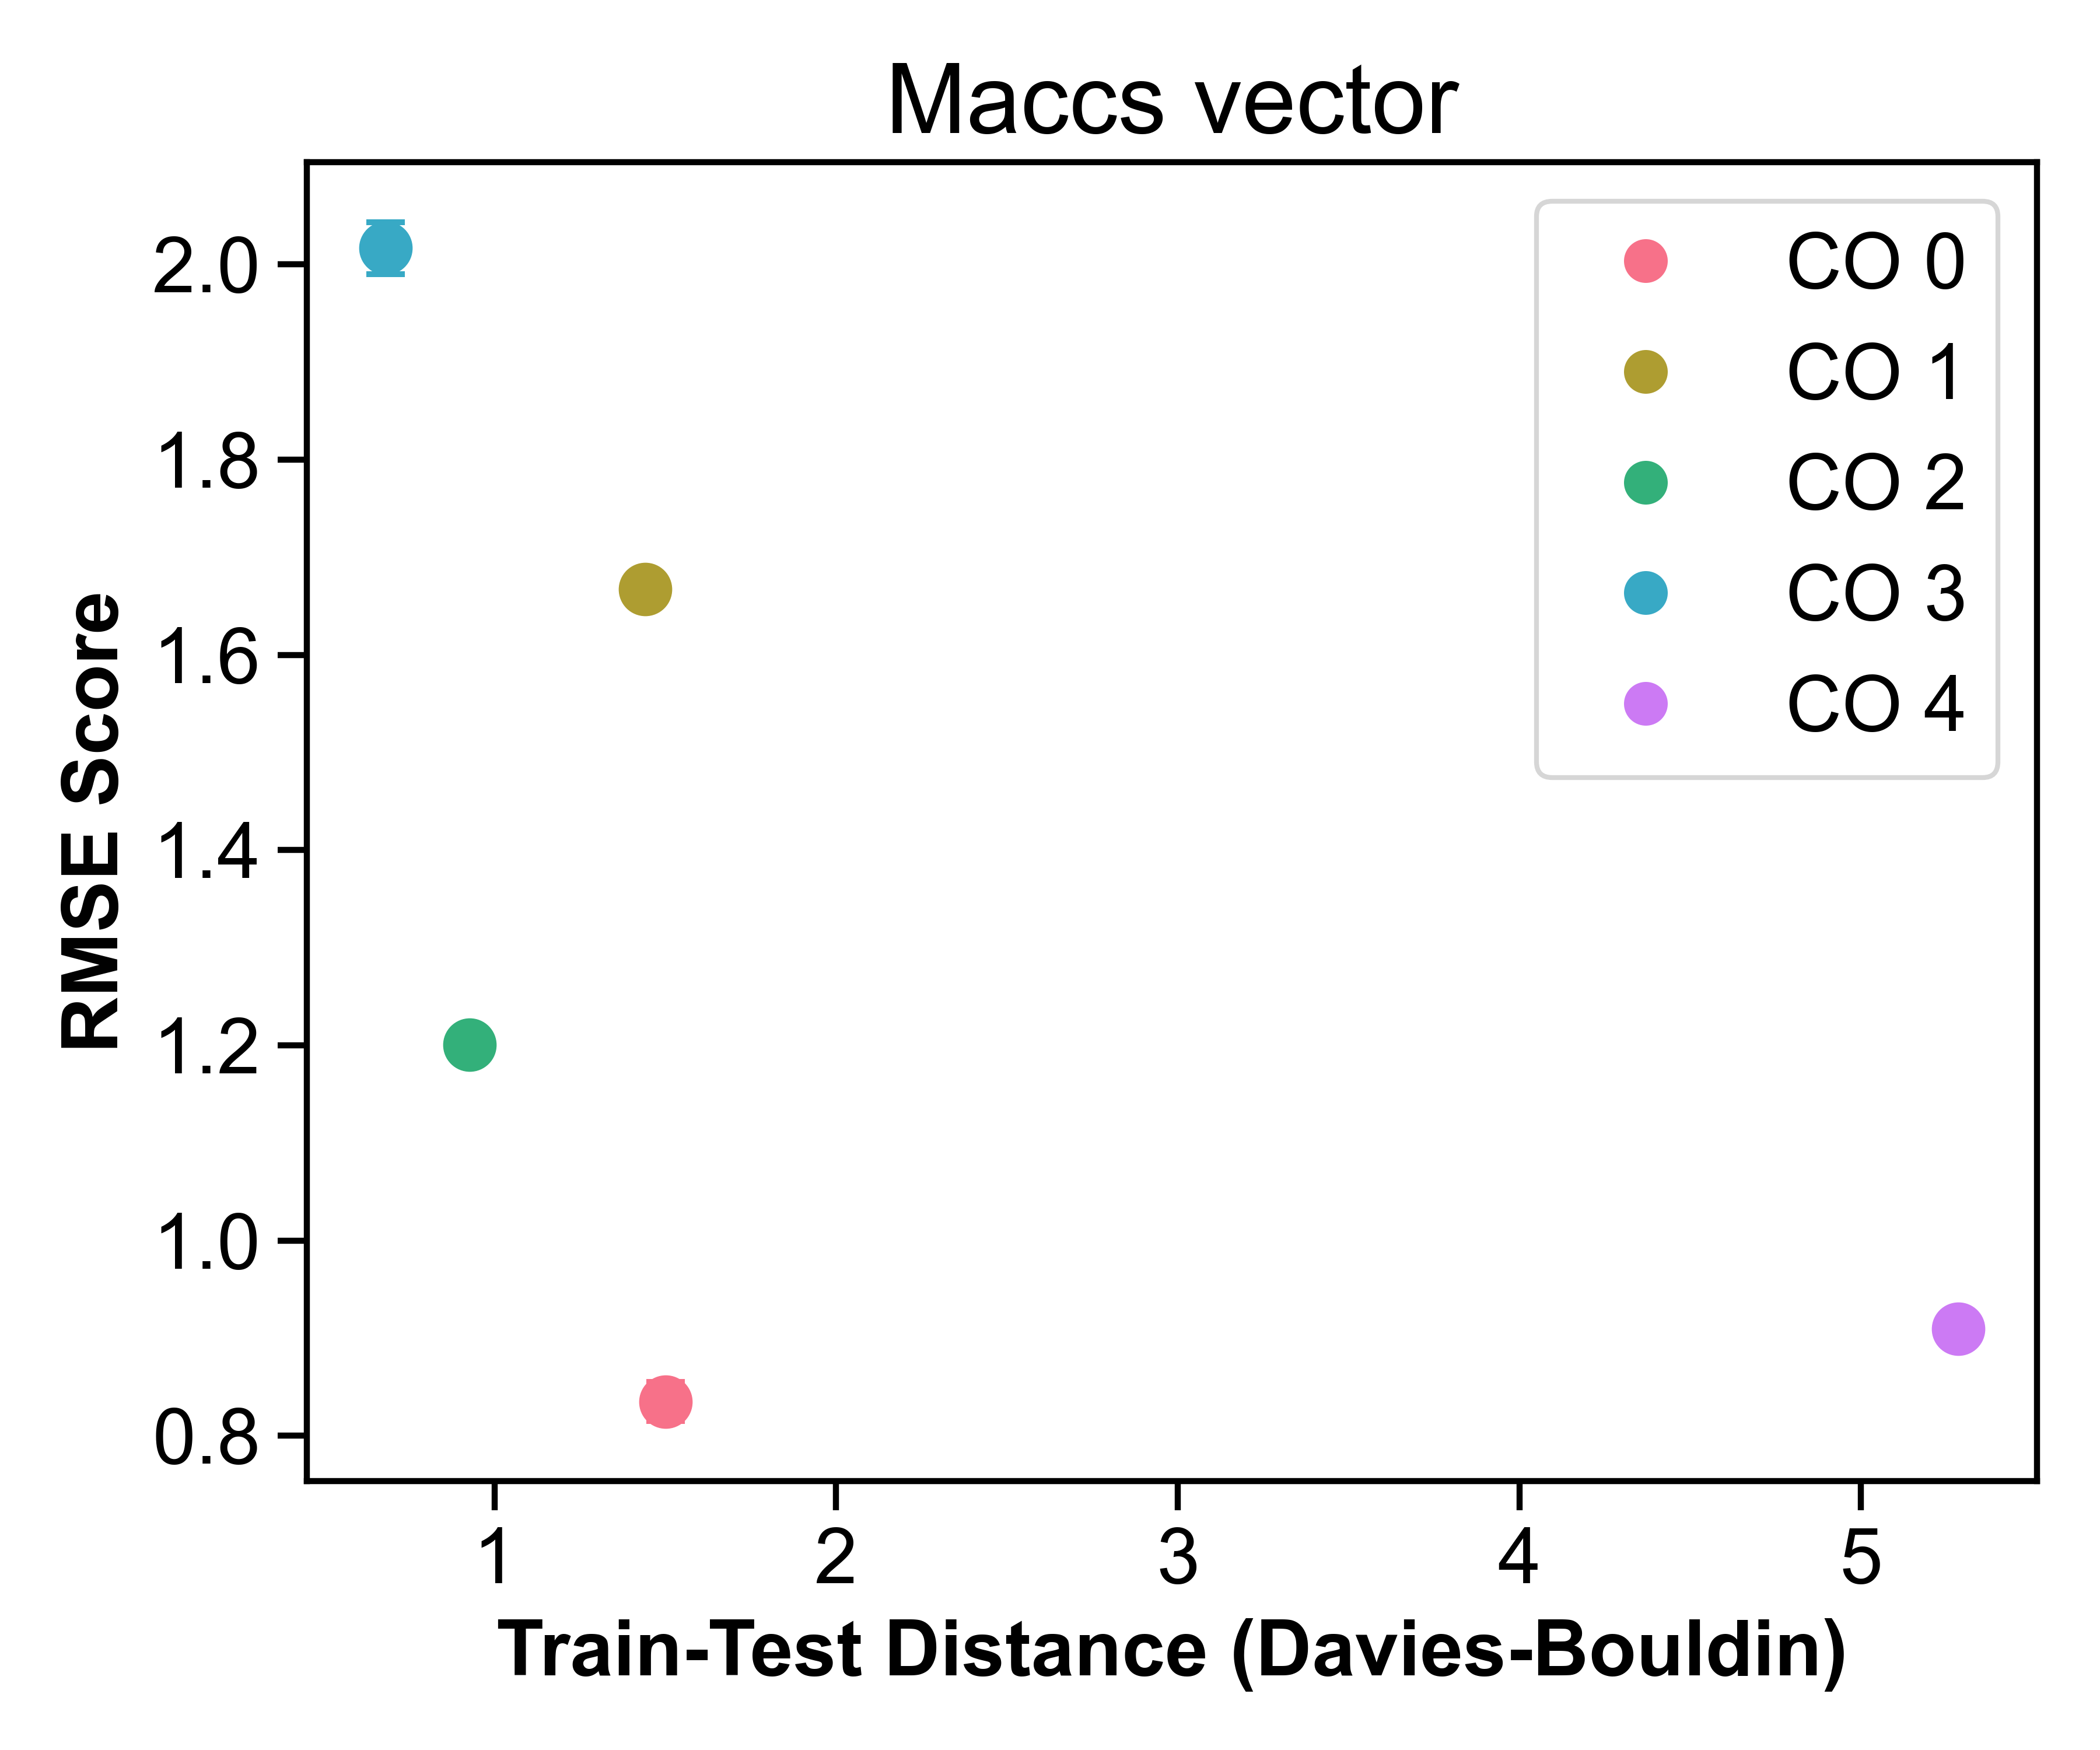 Maccs vector
RMSE Score
2.0
1.8
1.6
1.4
1.2
1.0
0.8
CO 0
CO 1
CO 2
CO 3
CO 4
1 2 3 4 5
Train-Test Distance (Davies-Bouldin)